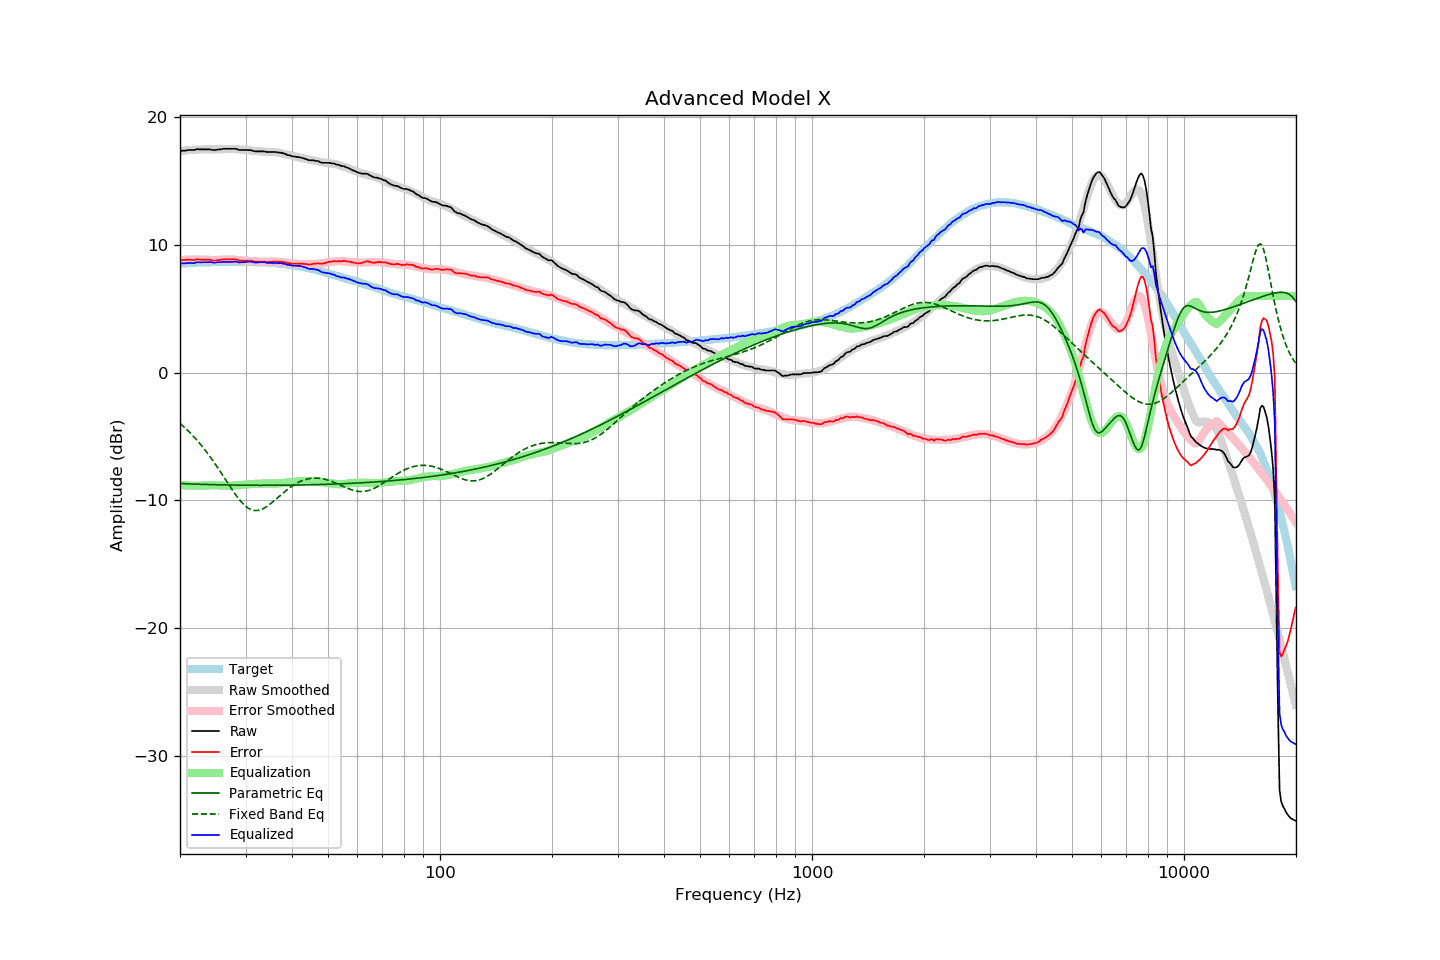 Advanced Model X
20
10
0
−10
−20
−30
Amplitude (dBr)
Target
Raw Smoothed
Error Smoothed
Raw
Error
Equalization
Parametric Eq
Fixed Band Eq
Equalized
100
1000
10000
Frequency (Hz)